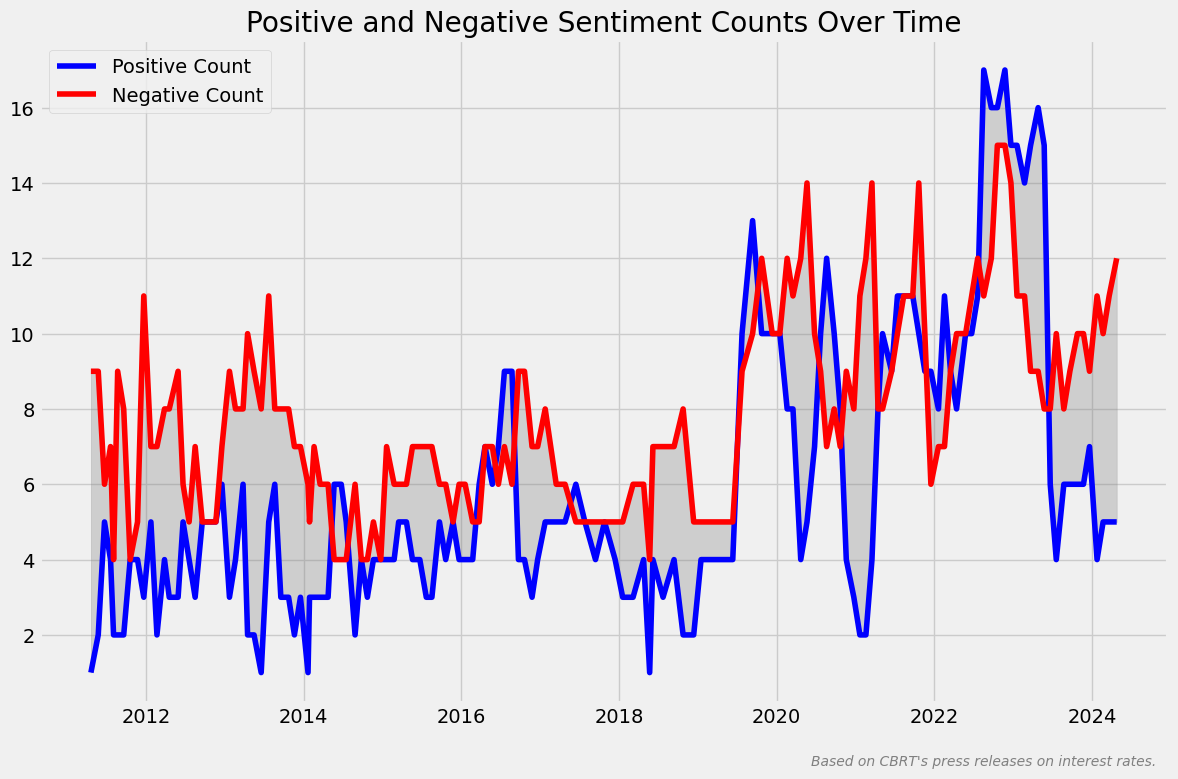 Positive and Negative Sentiment Counts Over Time
Positive Count
Negative Count
16
14
12
10
8
6
4
2
2012 2014 2016 2018 2020 2022 2024
Based on CBRT's press releases on interest rates.